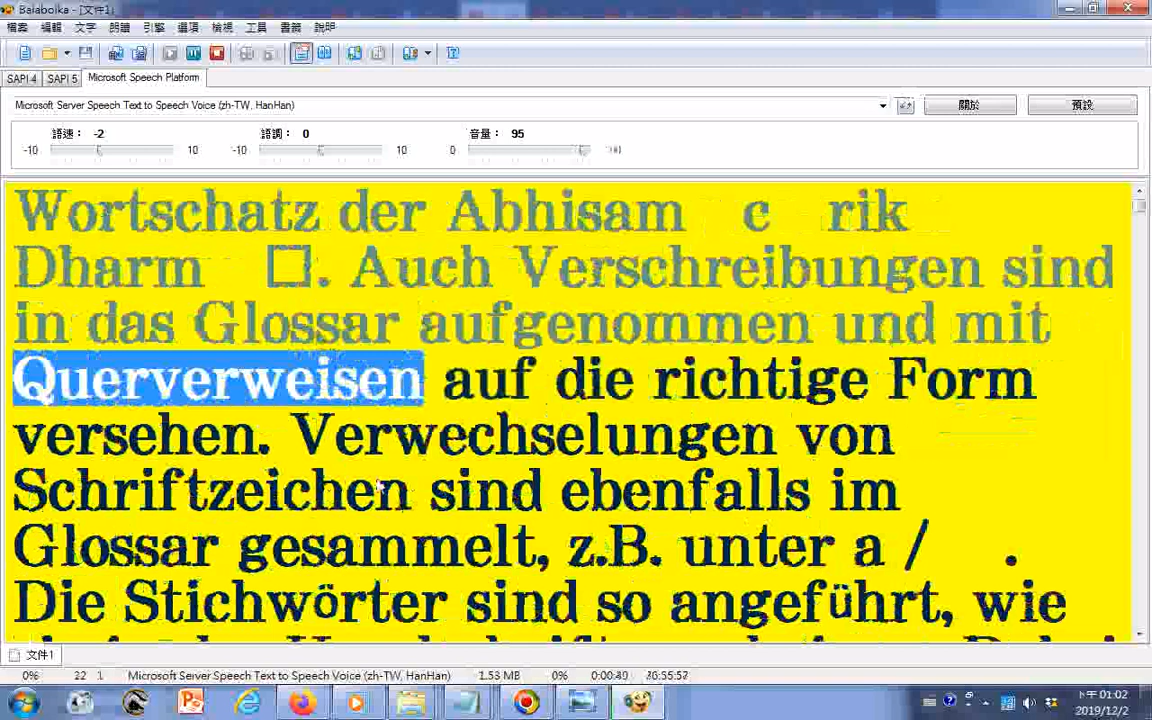 Balabolka - [文件1]
檔案 編輯 文字 朗讀 引擎 選項 檢視 工具 書籤 說明
SAPI 4 SAPI 5 Microsoft Speech Platform
Microsoft Server Speech Text to Speech Voice (zh-TW, HanHan) 關於 預設
語速： -2 語調： 0 音量： 95
-10 10 -10 10 0
Wortschatz der Abhisam c rik
Dharm □. Auch Verschreibungen sind
in das Glossar aufgenommen und mit
Querverweisen auf die richtige Form
versehen. Verwechselungen von
Schriftzeichen sind ebenfalls im
Glossar gesammelt, z.B. unter a / .
Die Stichwörter sind so angeführt, wie
文件1
0% 22 1 Microsoft Server Speech Text to Speech Voice (zh-TW, HanHan) 1.53 MB 0%
下午 01:02
2019/12/2